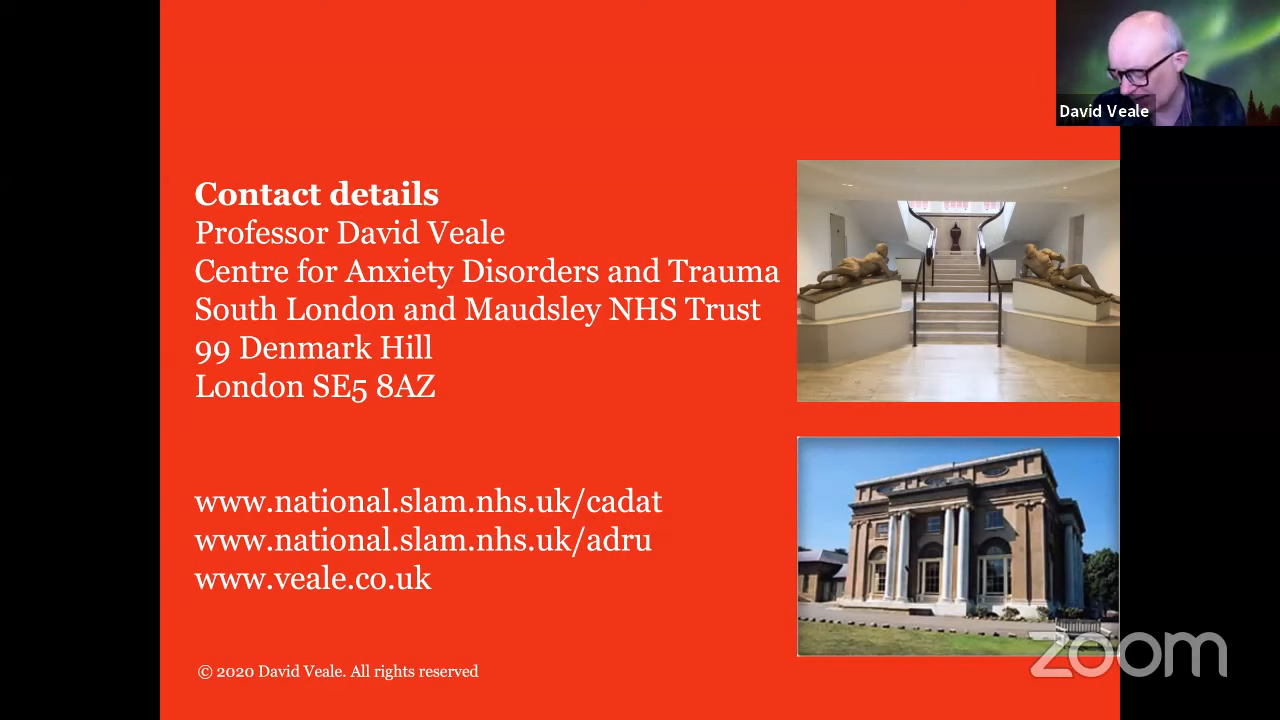 David Veale
Contact details
Professor David Veale
Centre for Anxiety Disorders and Trauma
South London and Maudsley NHS Trust
99 Denmark Hill
London SE5 8AZ
www.national.slam.nhs.uk/cadat
www.national.slam.nhs.uk/adru
www.veale.co.uk
© 2020 David Veale. All rights reserved
zoom